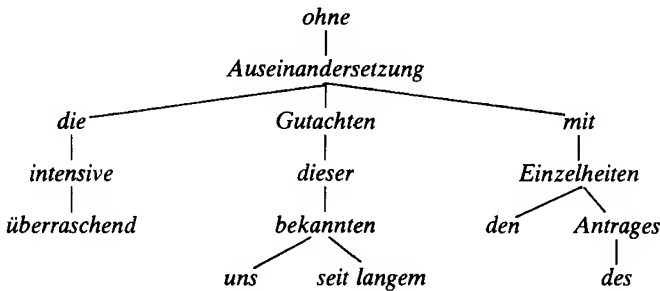 ohne
Auseinandersetzung
die Gutachten mit
intensive dieser Einzelheiten
überraschend bekannten den Antrages
uns seit langem des